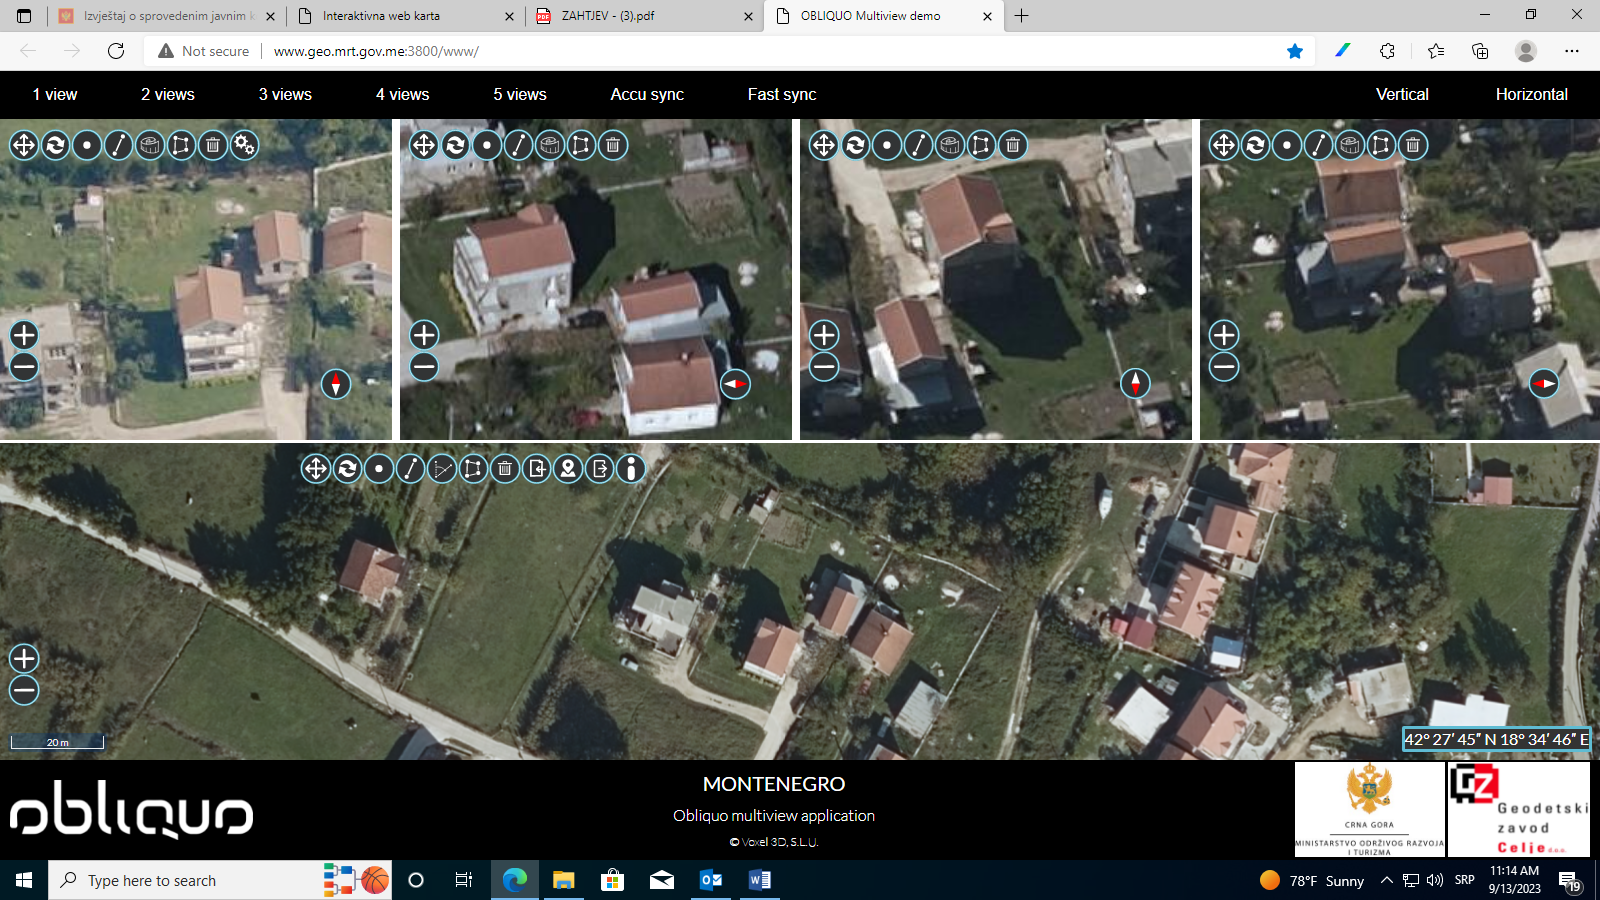 Izvještaj o sprovedenim javnim k
Interaktivna web karta
ZAHTJEV - (3).pdf
OBLIQUO Multiview demo
Not secure
www.geo.mrt.gov.me:3800/www/
1 view
2 views
3 views
4 views
5 views
Accu sync
Fast sync
Vertical
Horizontal
20 m
42° 27′ 45″ N 18° 34′ 46″ E
obliquo
MONTENEGRO
Obliquo multiview application
© Voxel 3D, S.L.U.
CRNA GORA
MINISTARSTVO ODRŽIVOG RAZVOJA
I TURIZMA
GZ
Geodetski
zavod
Celje d.o.o.
Type here to search
78°F Sunny
SRP
11:14 AM
9/13/2023
19